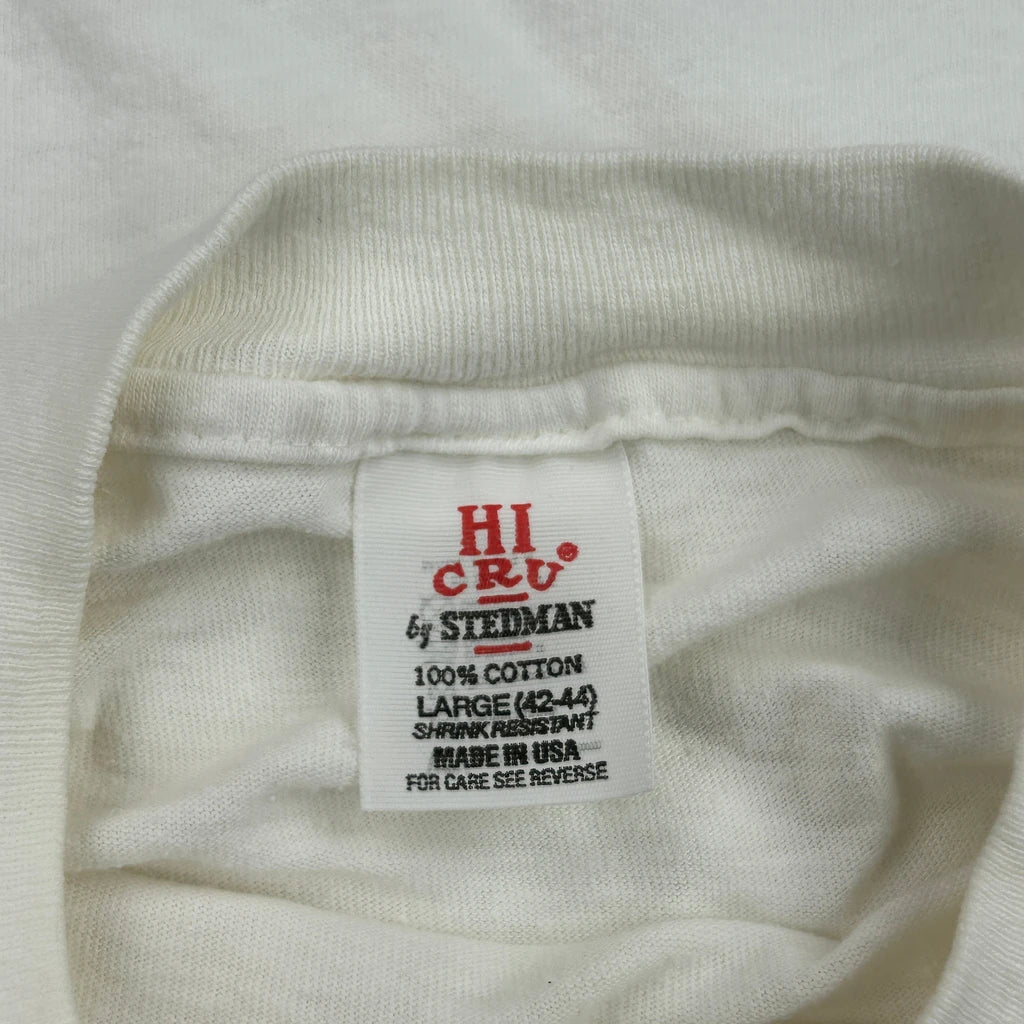 HI
CRU®
by STEDMAN
100% COTTON
LARGE (42-44)
SHRINK RESISTANT
MADE IN USA
FOR CARE SEE REVERSE